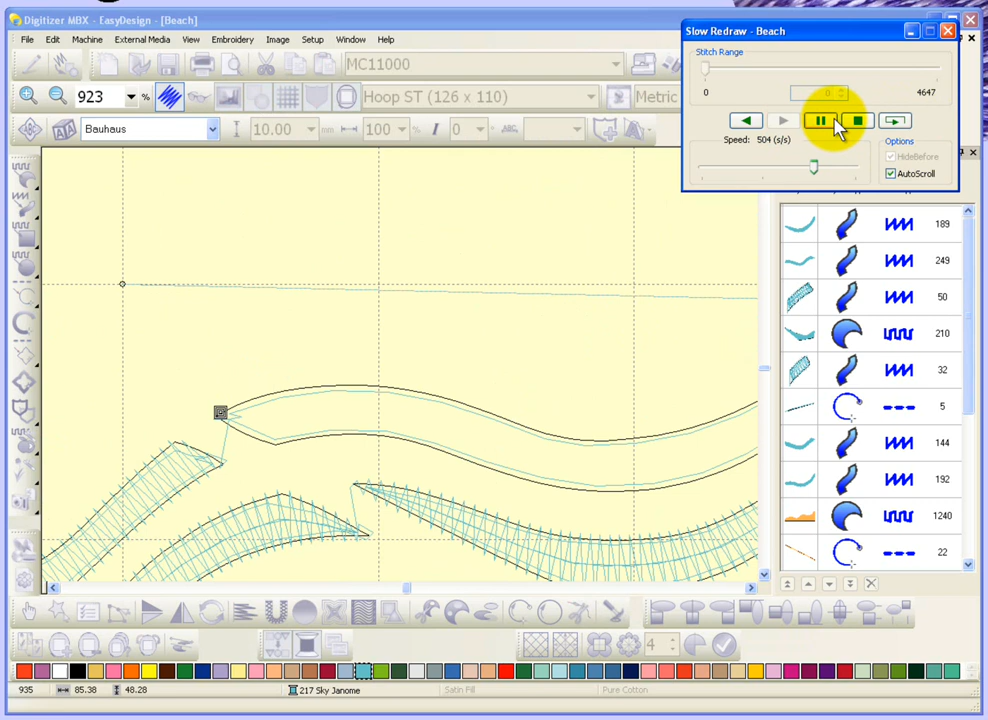 Digitizer MBX - EasyDesign - [Beach]
Slow Redraw - Beach
File Edit Machine External Media View Embroidery Image Setup Window Help
Stitch Range
MC11000
0 0 4647
923 % Hoop ST (126 x 110) Metric
Bauhaus 10.00 100 0 ABC
Speed: 504 (s/s)
Options
HideBefore
AutoScroll
189
249
50
210
32
5
144
192
1240
22
4
935 85.38 48.28 217 Sky Janome Satin Fill Pure Cotton